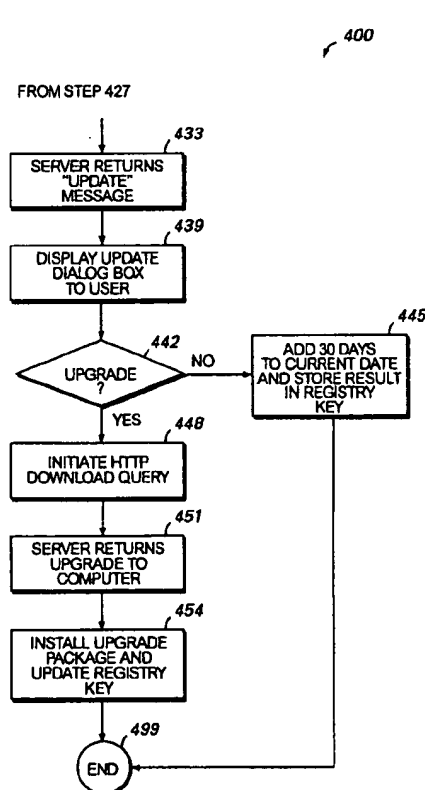 400
FROM STEP 427
433
SERVER RETURNS
"UPDATE"
MESSAGE
439
DISPLAY UPDATE
DIALOG BOX
TO USER
442
UPGRADE
?
NO
445
ADD 30 DAYS
TO CURRENT DATE
AND STORE RESULT
IN REGISTRY
KEY
YES
448
INITIATE HTTP
DOWNLOAD QUERY
451
SERVER RETURNS
UPGRADE TO
COMPUTER
454
INSTALL UPGRADE
PACKAGE AND
UPDATE REGISTRY
KEY
499
END